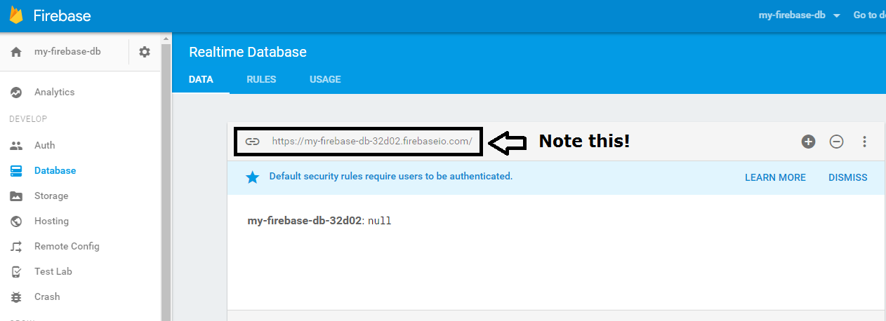 Firebase
my-firebase-db
Go to d
my-firebase-db
Realtime Database
DATA
RULES
USAGE
Analytics
DEVELOP
Auth
Database
Storage
Hosting
Remote Config
Test Lab
Crash
https://my-firebase-db-32d02.firebaseio.com/
Note this!
Default security rules require users to be authenticated.
LEARN MORE
DISMISS
my-firebase-db-32d02: null